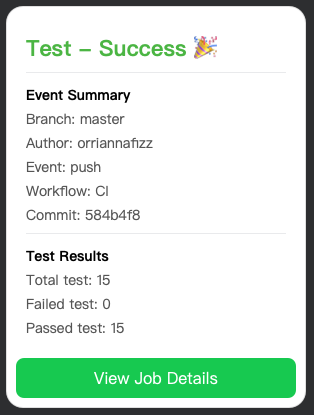 Test – Success 🎉
Event Summary
Branch: master
Author: orriannafizz
Event: push
Workflow: CI
Commit: 584b4f8
Test Results
Total test: 15
Failed test: 0
Passed test: 15
View Job Details